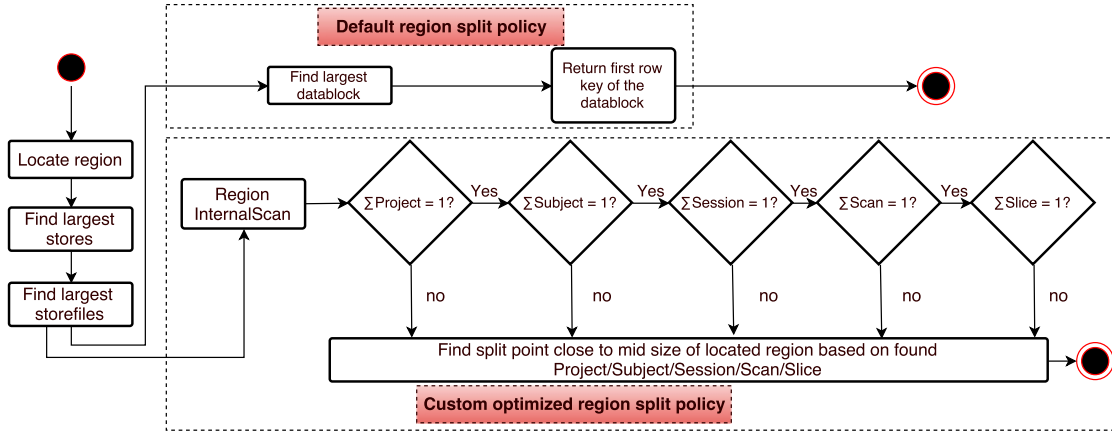 Default region split policy
Find largest
datablock
Return first row
key of the
datablock
Locate region
Find largest
stores
Find largest
storefiles
Region
InternalScan
∑Project = 1?
Yes
∑Subject = 1?
Yes
∑Session = 1?
Yes
∑Scan = 1?
Yes
∑Slice = 1?
no
no
no
no
no
Find split point close to mid size of located region based on found
Project/Subject/Session/Scan/Slice
Custom optimized region split policy